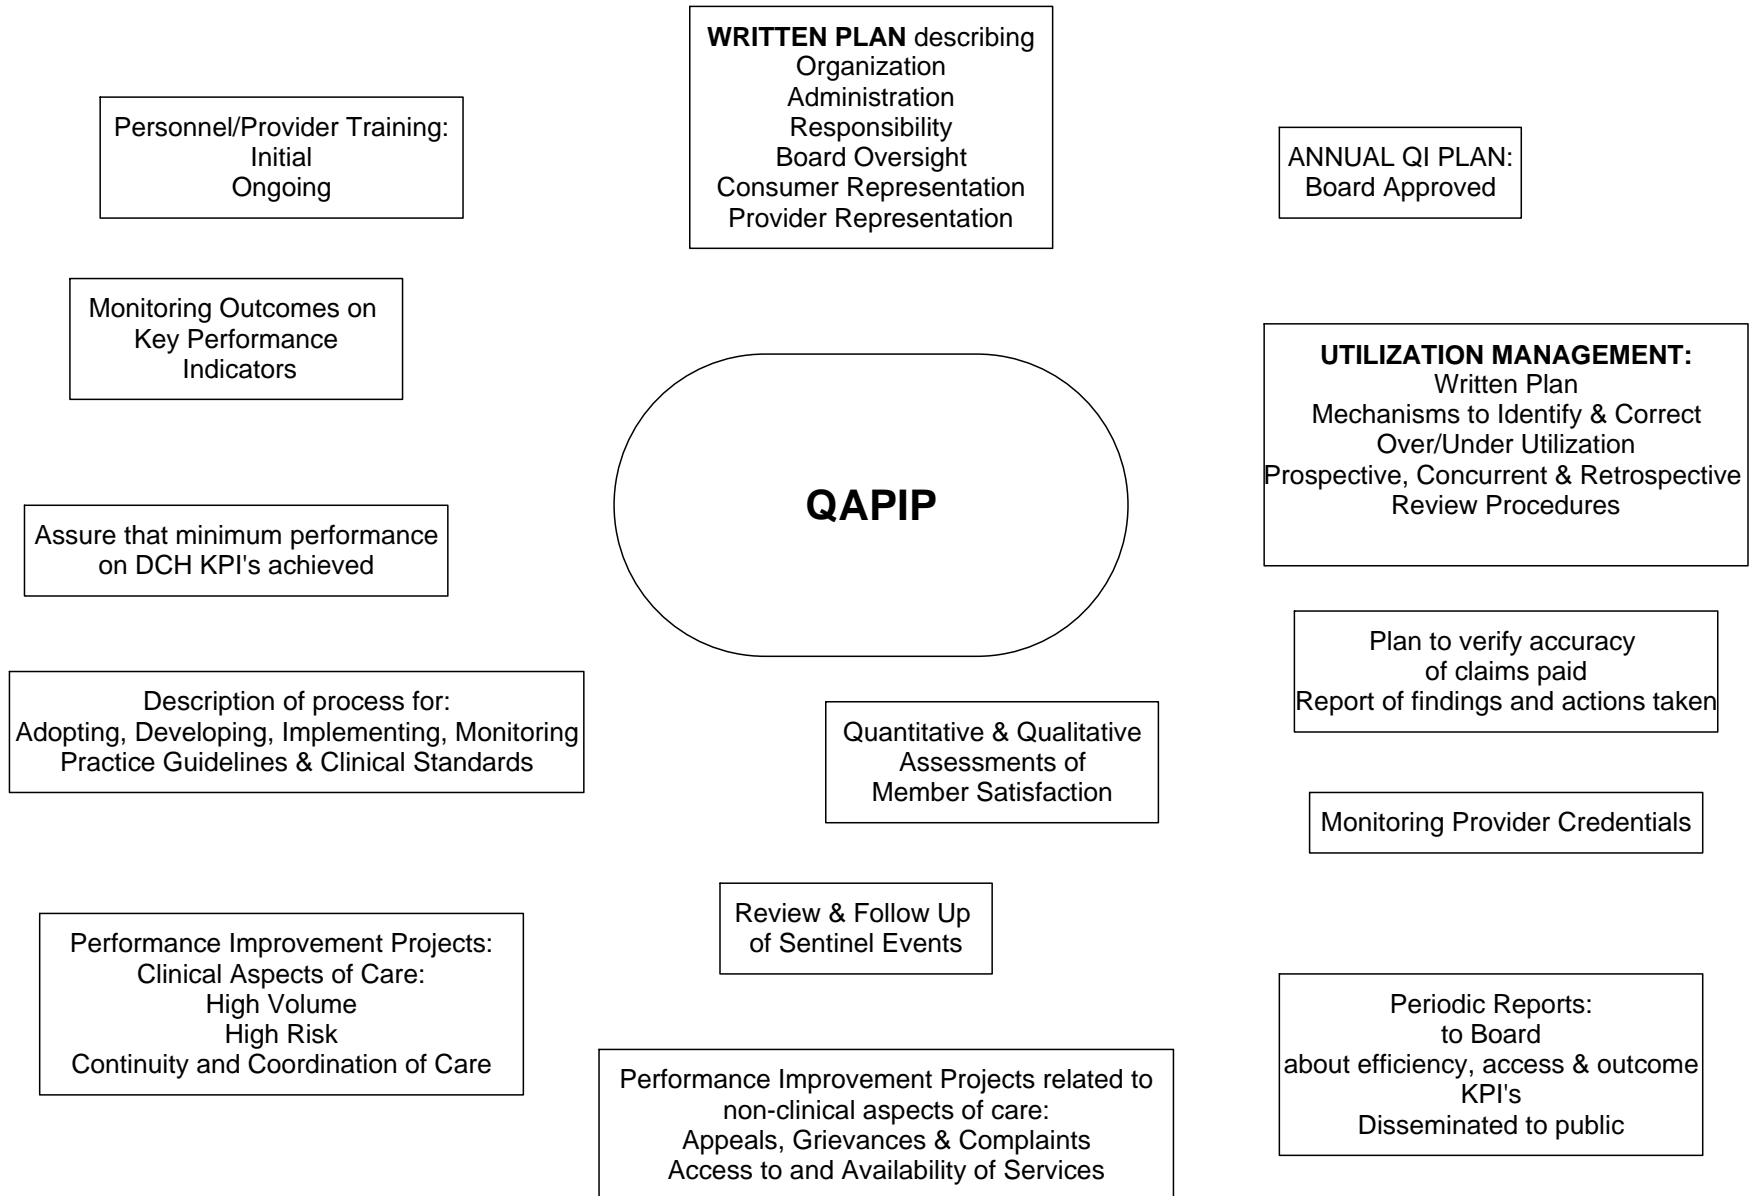 WRITTEN PLAN describing
Organization
Administration
Responsibility
Board Oversight
Consumer Representation
Provider Representation
Personnel/Provider Training:
Initial
Ongoing
ANNUAL QI PLAN:
Board Approved
Monitoring Outcomes on
Key Performance
Indicators
UTILIZATION MANAGEMENT:
Written Plan
Mechanisms to Identify & Correct
Over/Under Utilization
Prospective, Concurrent & Retrospective
Review Procedures
QAPIP
Assure that minimum performance
on DCH KPI's achieved
Plan to verify accuracy
of claims paid
Report of findings and actions taken
Description of process for:
Adopting, Developing, Implementing, Monitoring
Practice Guidelines & Clinical Standards
Quantitative & Qualitative
Assessments of
Member Satisfaction
Monitoring Provider Credentials
Review & Follow Up
of Sentinel Events
Performance Improvement Projects:
Clinical Aspects of Care:
High Volume
High Risk
Continuity and Coordination of Care
Periodic Reports:
to Board
about efficiency, access & outcome
KPI's
Disseminated to public
Performance Improvement Projects related to
non-clinical aspects of care:
Appeals, Grievances & Complaints
Access to and Availability of Services